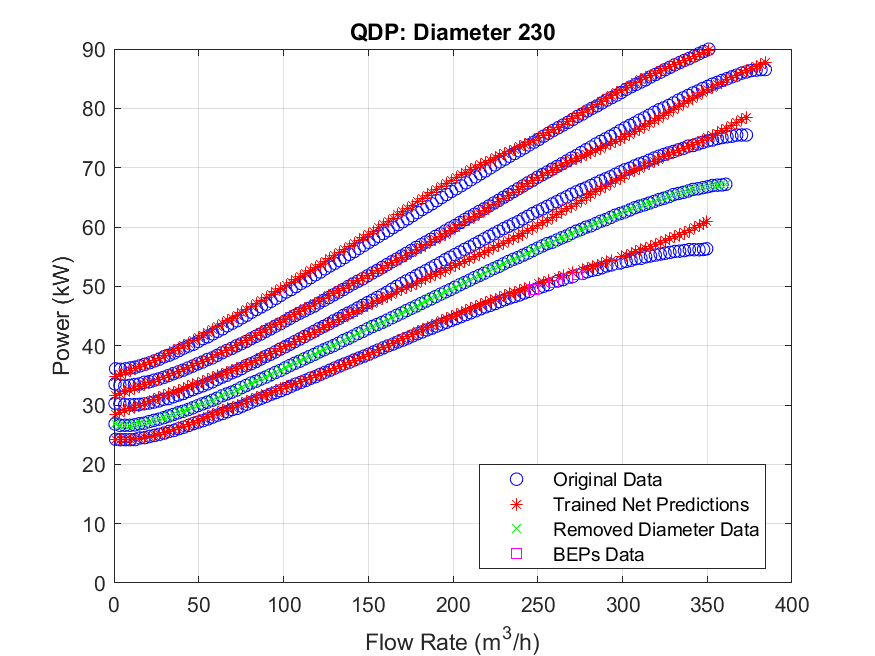 QDP: Diameter 230
Power (kW)
90
80
70
60
50
40
30
20
10
0
Original Data
Trained Net Predictions
Removed Diameter Data
BEPs Data
0 50 100 150 200 250 300 350 400
Flow Rate (m³/h)